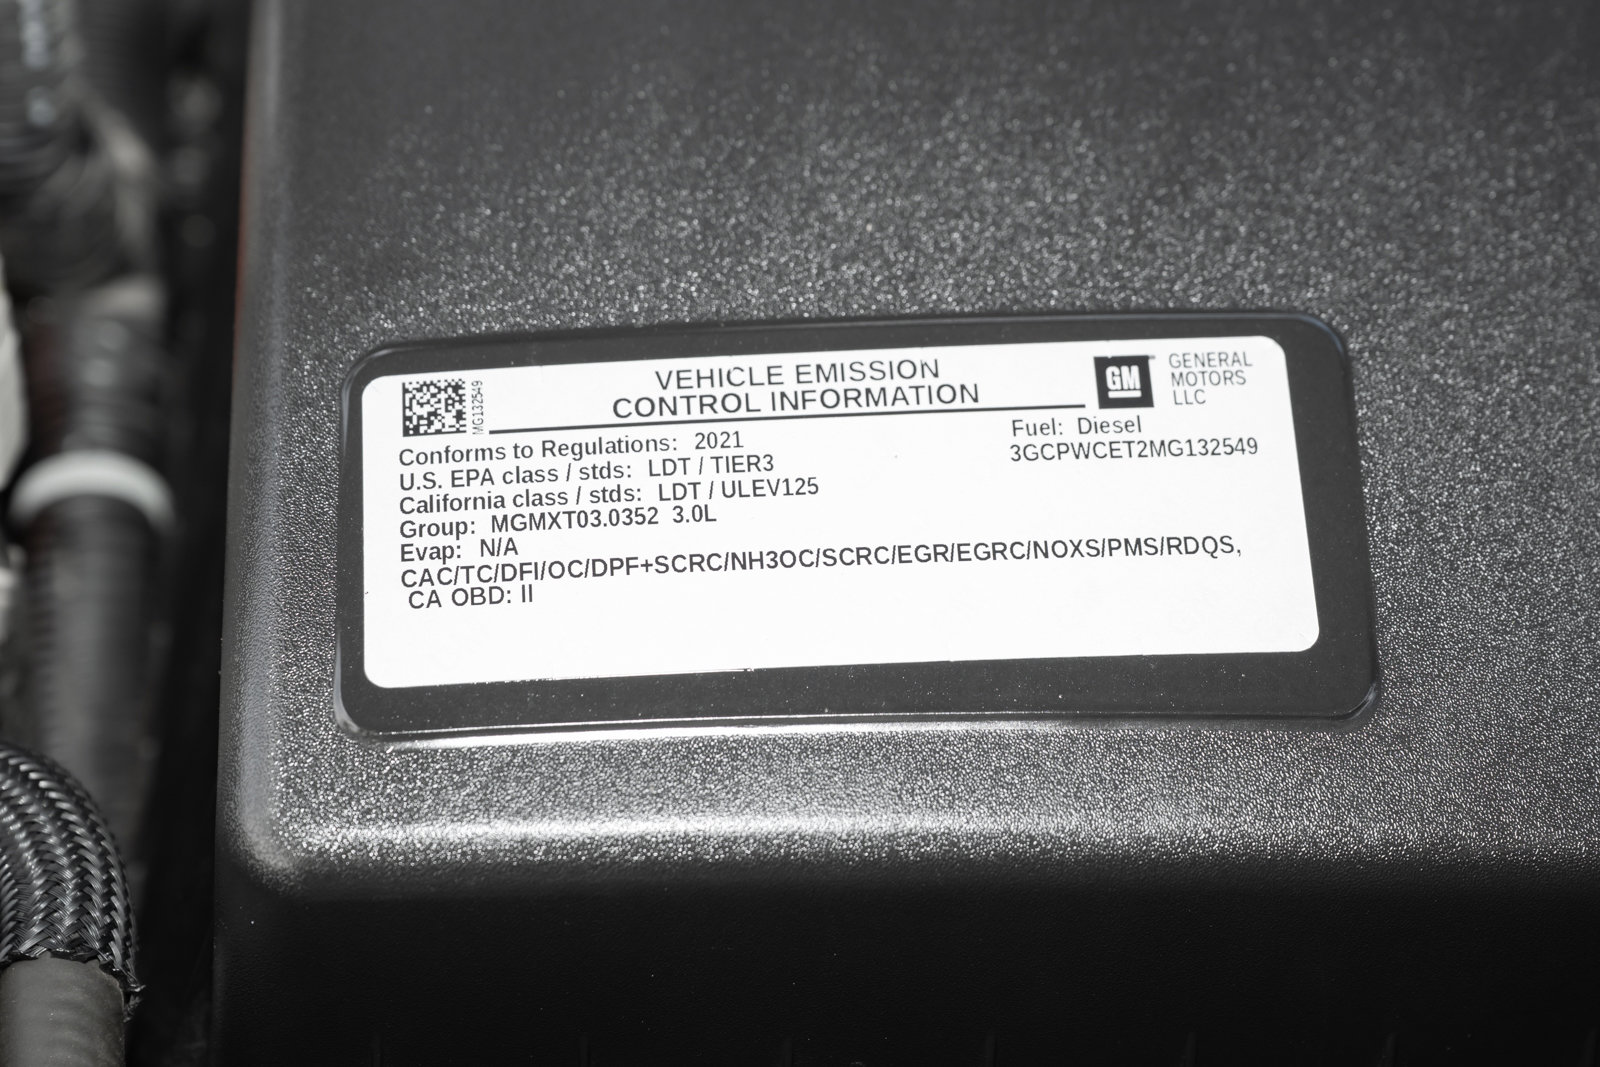 MG132549
VEHICLE EMISSION
CONTROL INFORMATION
GM
GENERAL
MOTORS
LLC
Conforms to Regulations: 2021
U.S. EPA class / stds: LDT / TIER3
California class / stds: LDT / ULEV125
Group: MGMXT03.0352 3.0L
Evap: N/A
Fuel: Diesel
3GCPWCET2MG132549
CAC/TC/DFI/OC/DPF+SCRC/NH3OC/SCRC/EGR/EGRC/NOXS/PMS/RDQS,
CA OBD: II